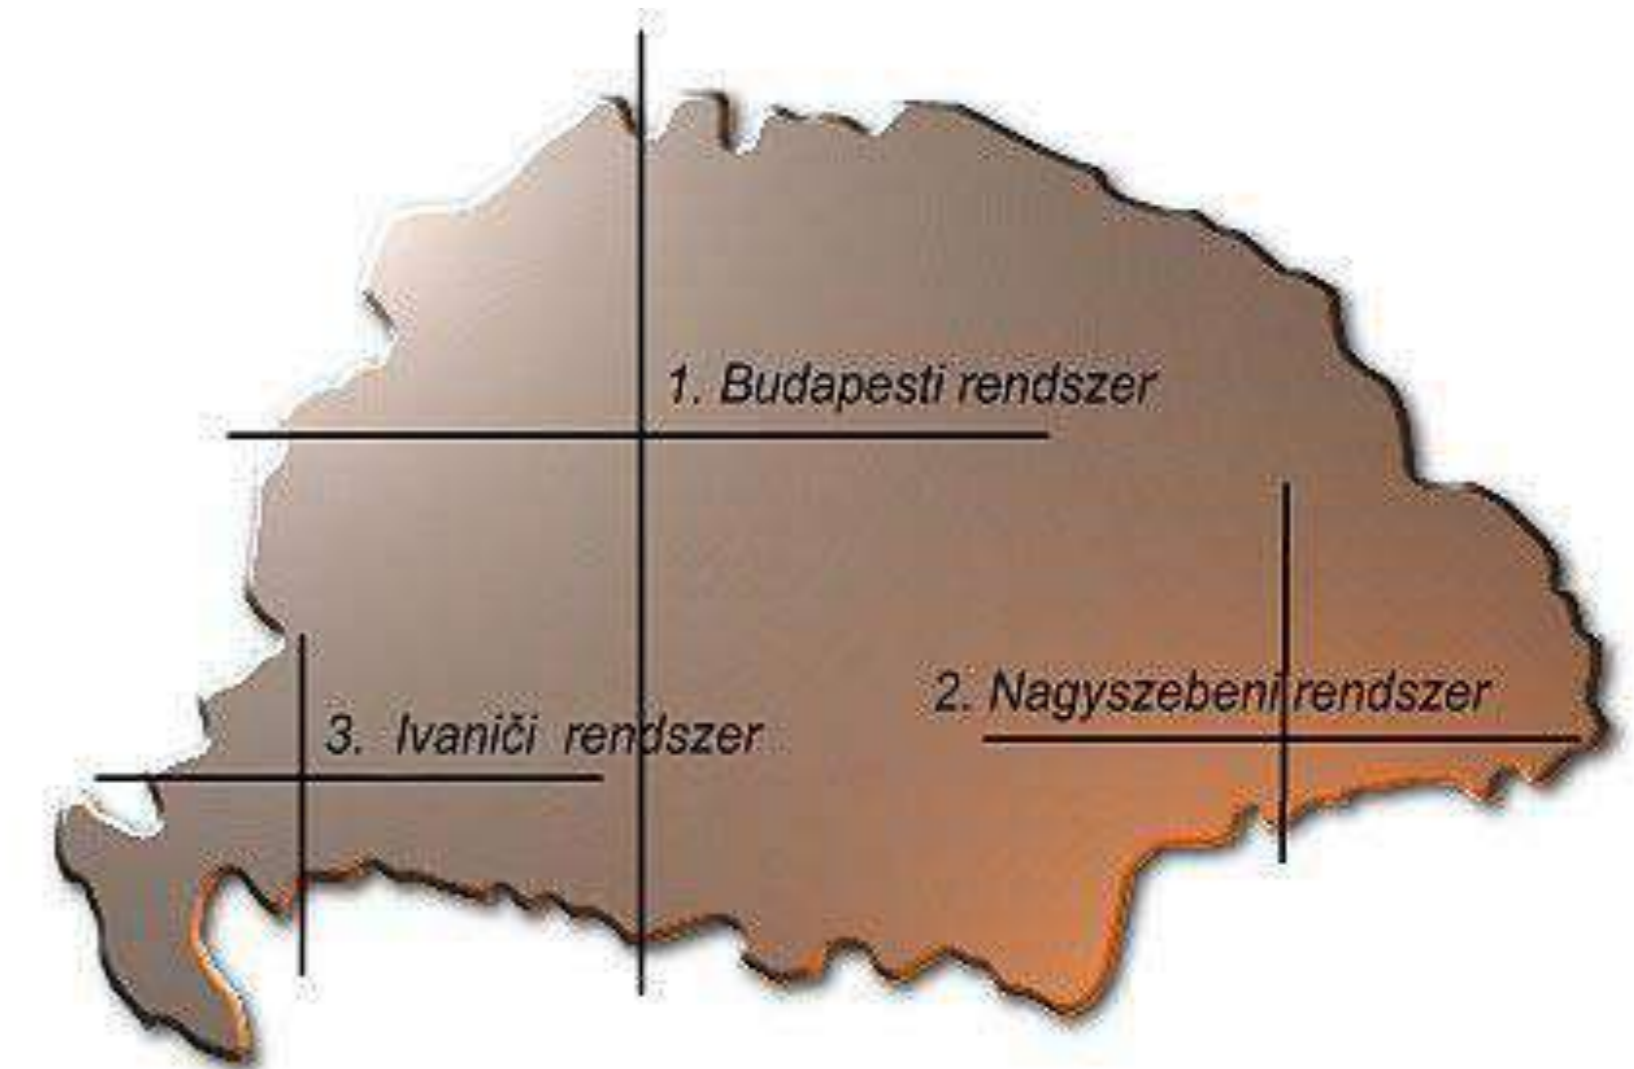 1. Budapesti rendszer
2. Nagyszebeni rendszer
3. Ivaniči rendszer